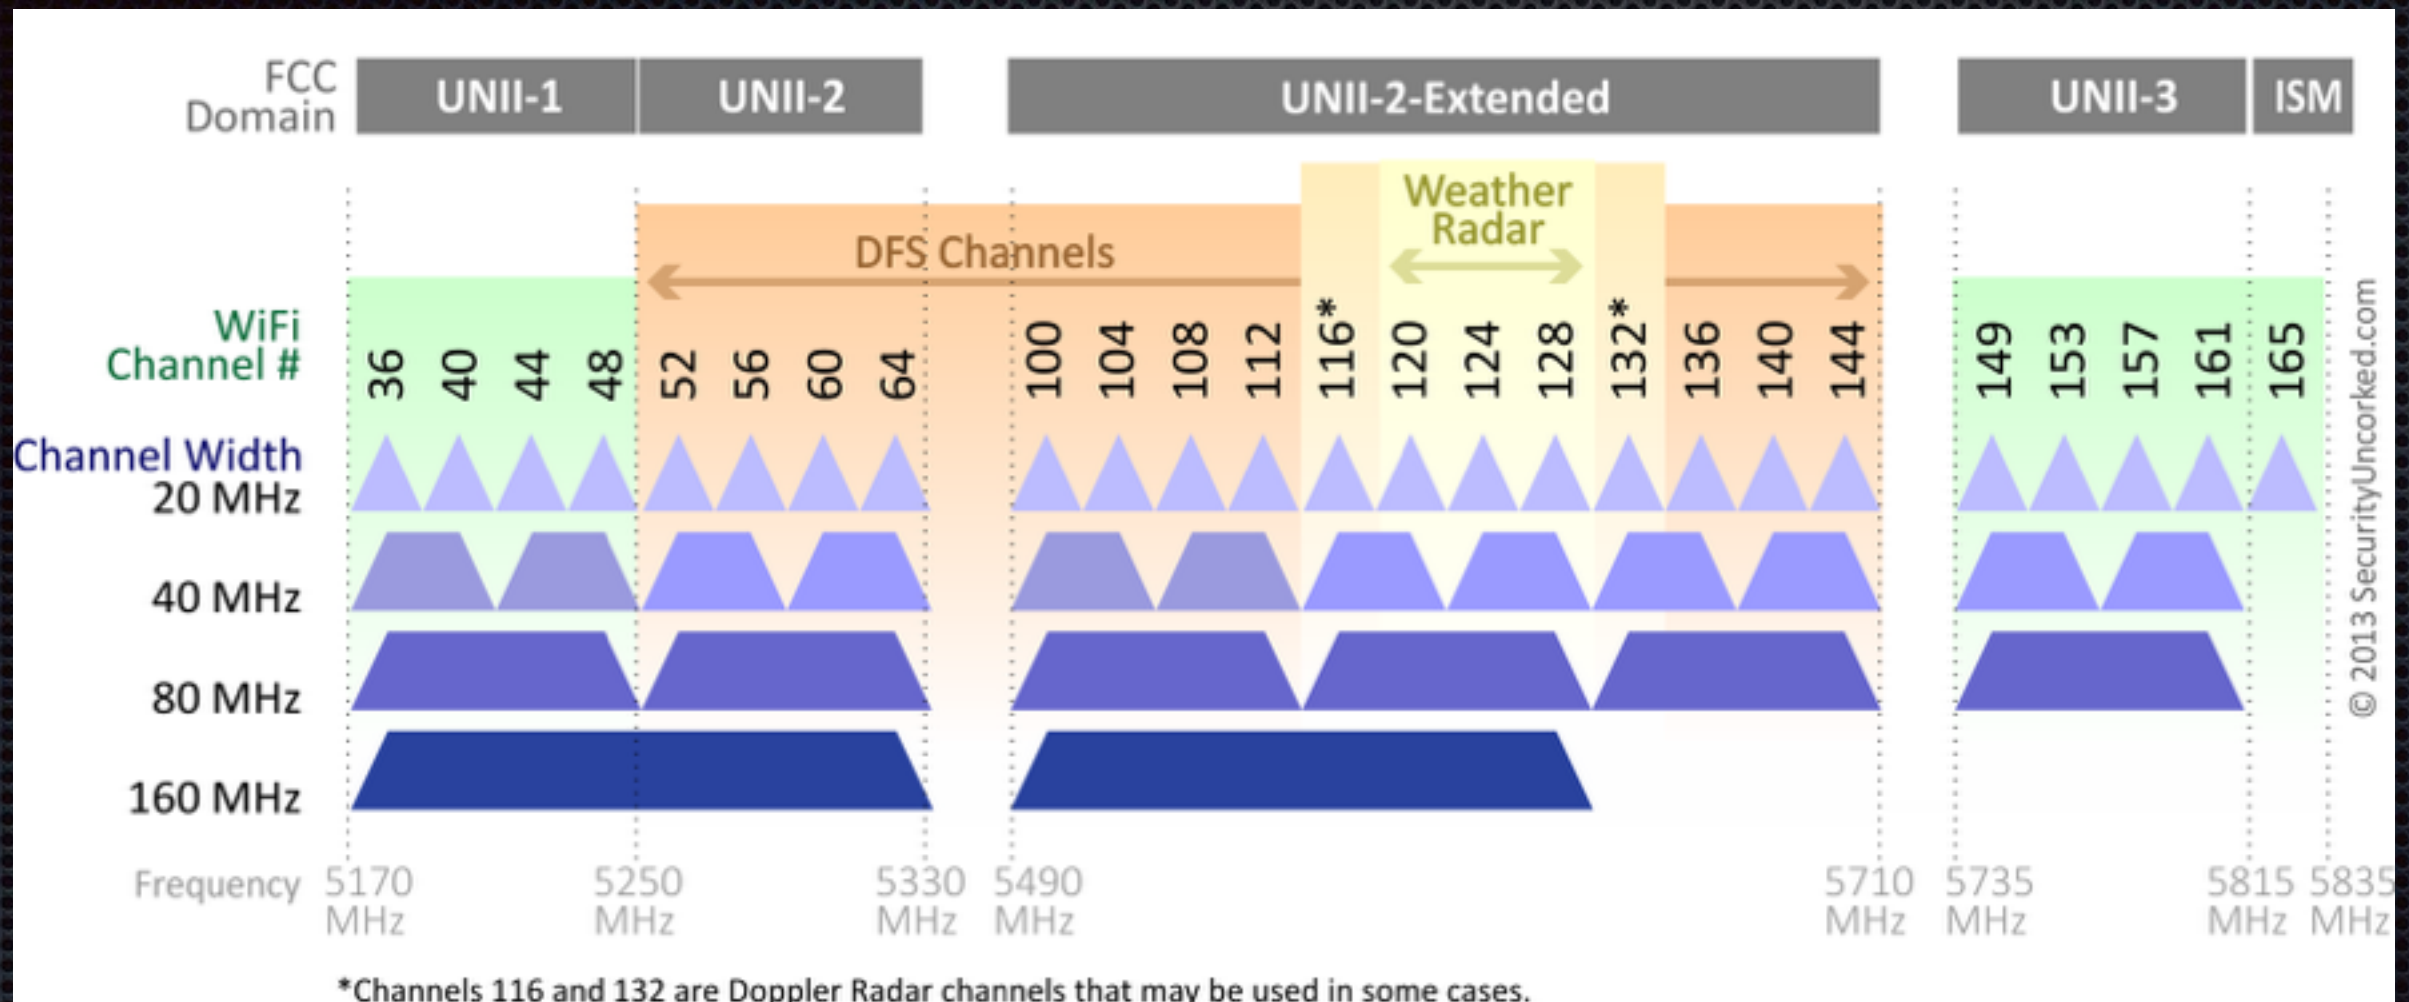 FCC
Domain
UNII-1
UNII-2
UNII-2-Extended
UNII-3
ISM
Weather
Radar
DFS Channels
WiFi
Channel #
36
40
44
48
52
56
60
64
100
104
108
112
116*
120
124
128
132*
136
140
144
149
153
157
161
165
Channel Width
20 MHz
40 MHz
80 MHz
160 MHz
Frequency
5170
MHz
5250
MHz
5330
MHz
5490
MHz
5710
MHz
5735
MHz
5815
MHz
5835
MHz
© 2013 SecurityUncorked.com
*Channels 116 and 132 are Doppler Radar channels that may be used in some cases.